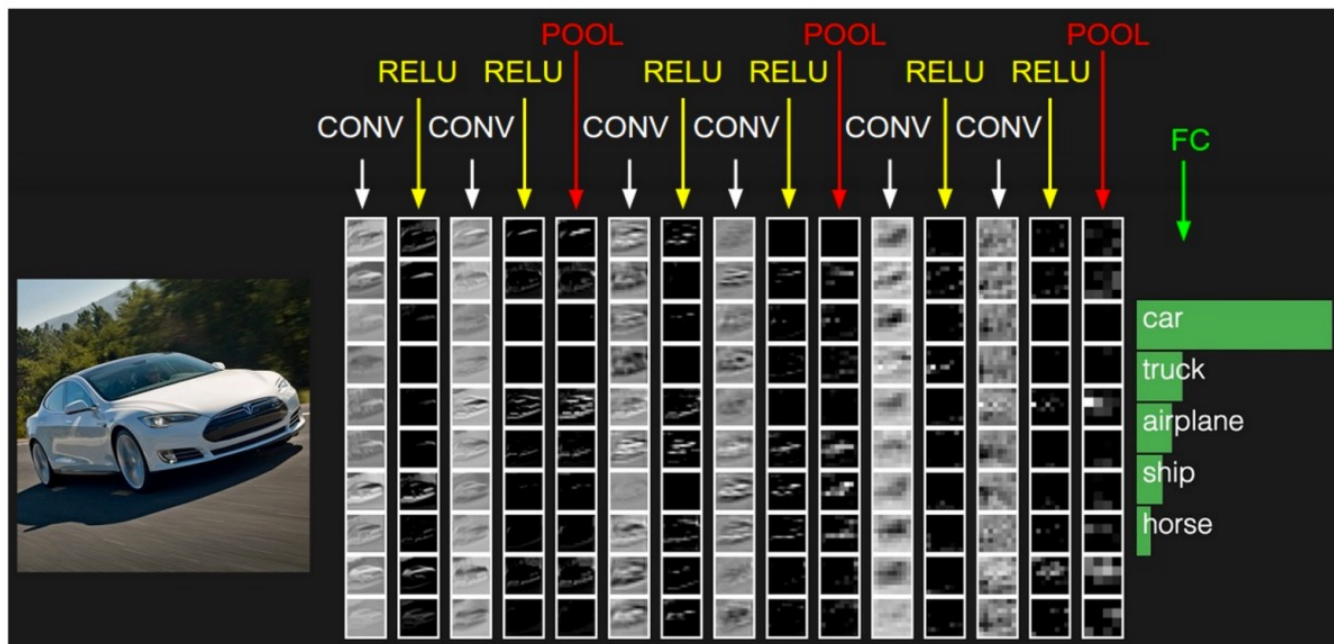 POOL POOL POOL
RELU RELU RELU RELU RELU RELU
CONV CONV CONV CONV CONV CONV
FC
car
truck
airplane
ship
horse